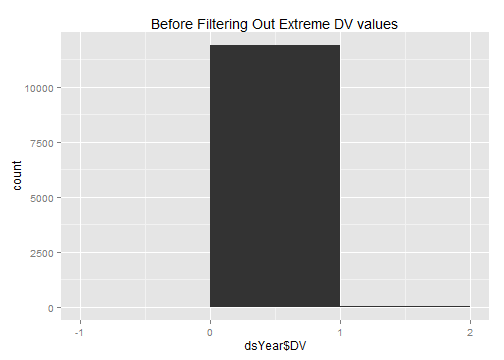 Before Filtering Out Extreme DV values
10000
7500
5000
2500
0
count
-1 0 1 2
dsYear$DV